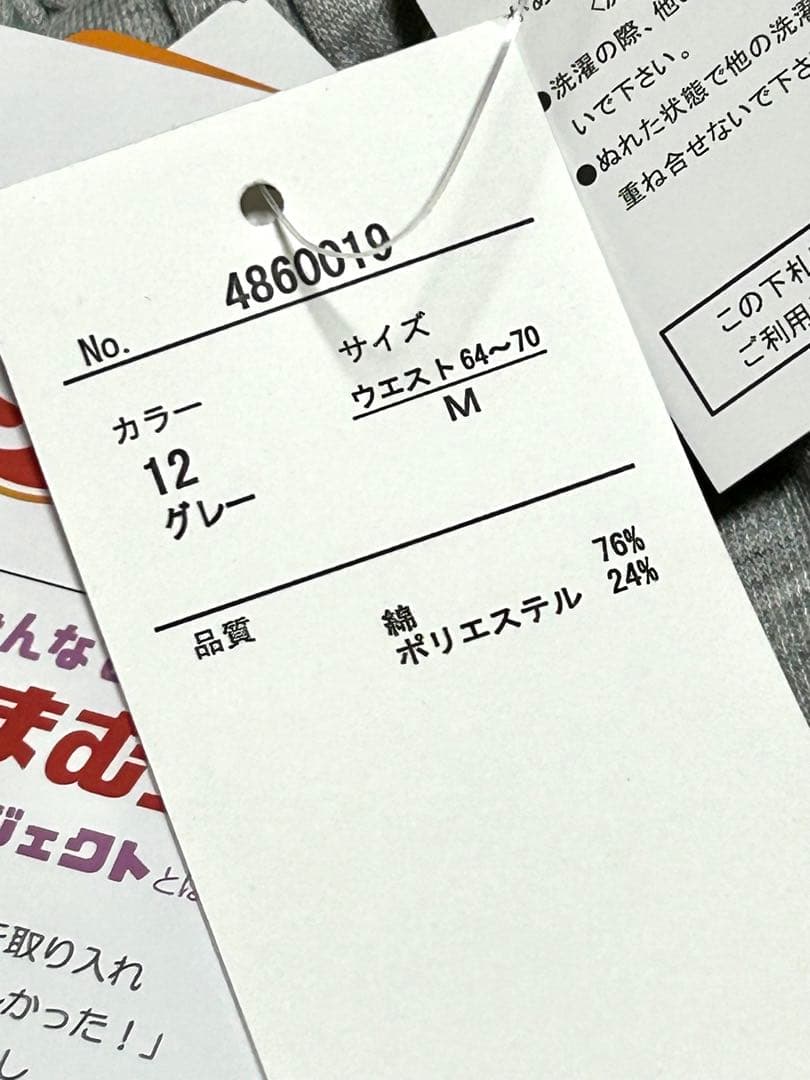 No. 4860019
カラー
12
グレー
サイズ
ウエスト64〜70
M
品質
綿 76%
ポリエステル 24%
洗濯の際、他
いで下さい。
●ぬれた状態で他の洗濯
重ね合せないで下さ
この下札
ご利用
んな
まむ
ジェクトとは
取り入れ
かった！」
し